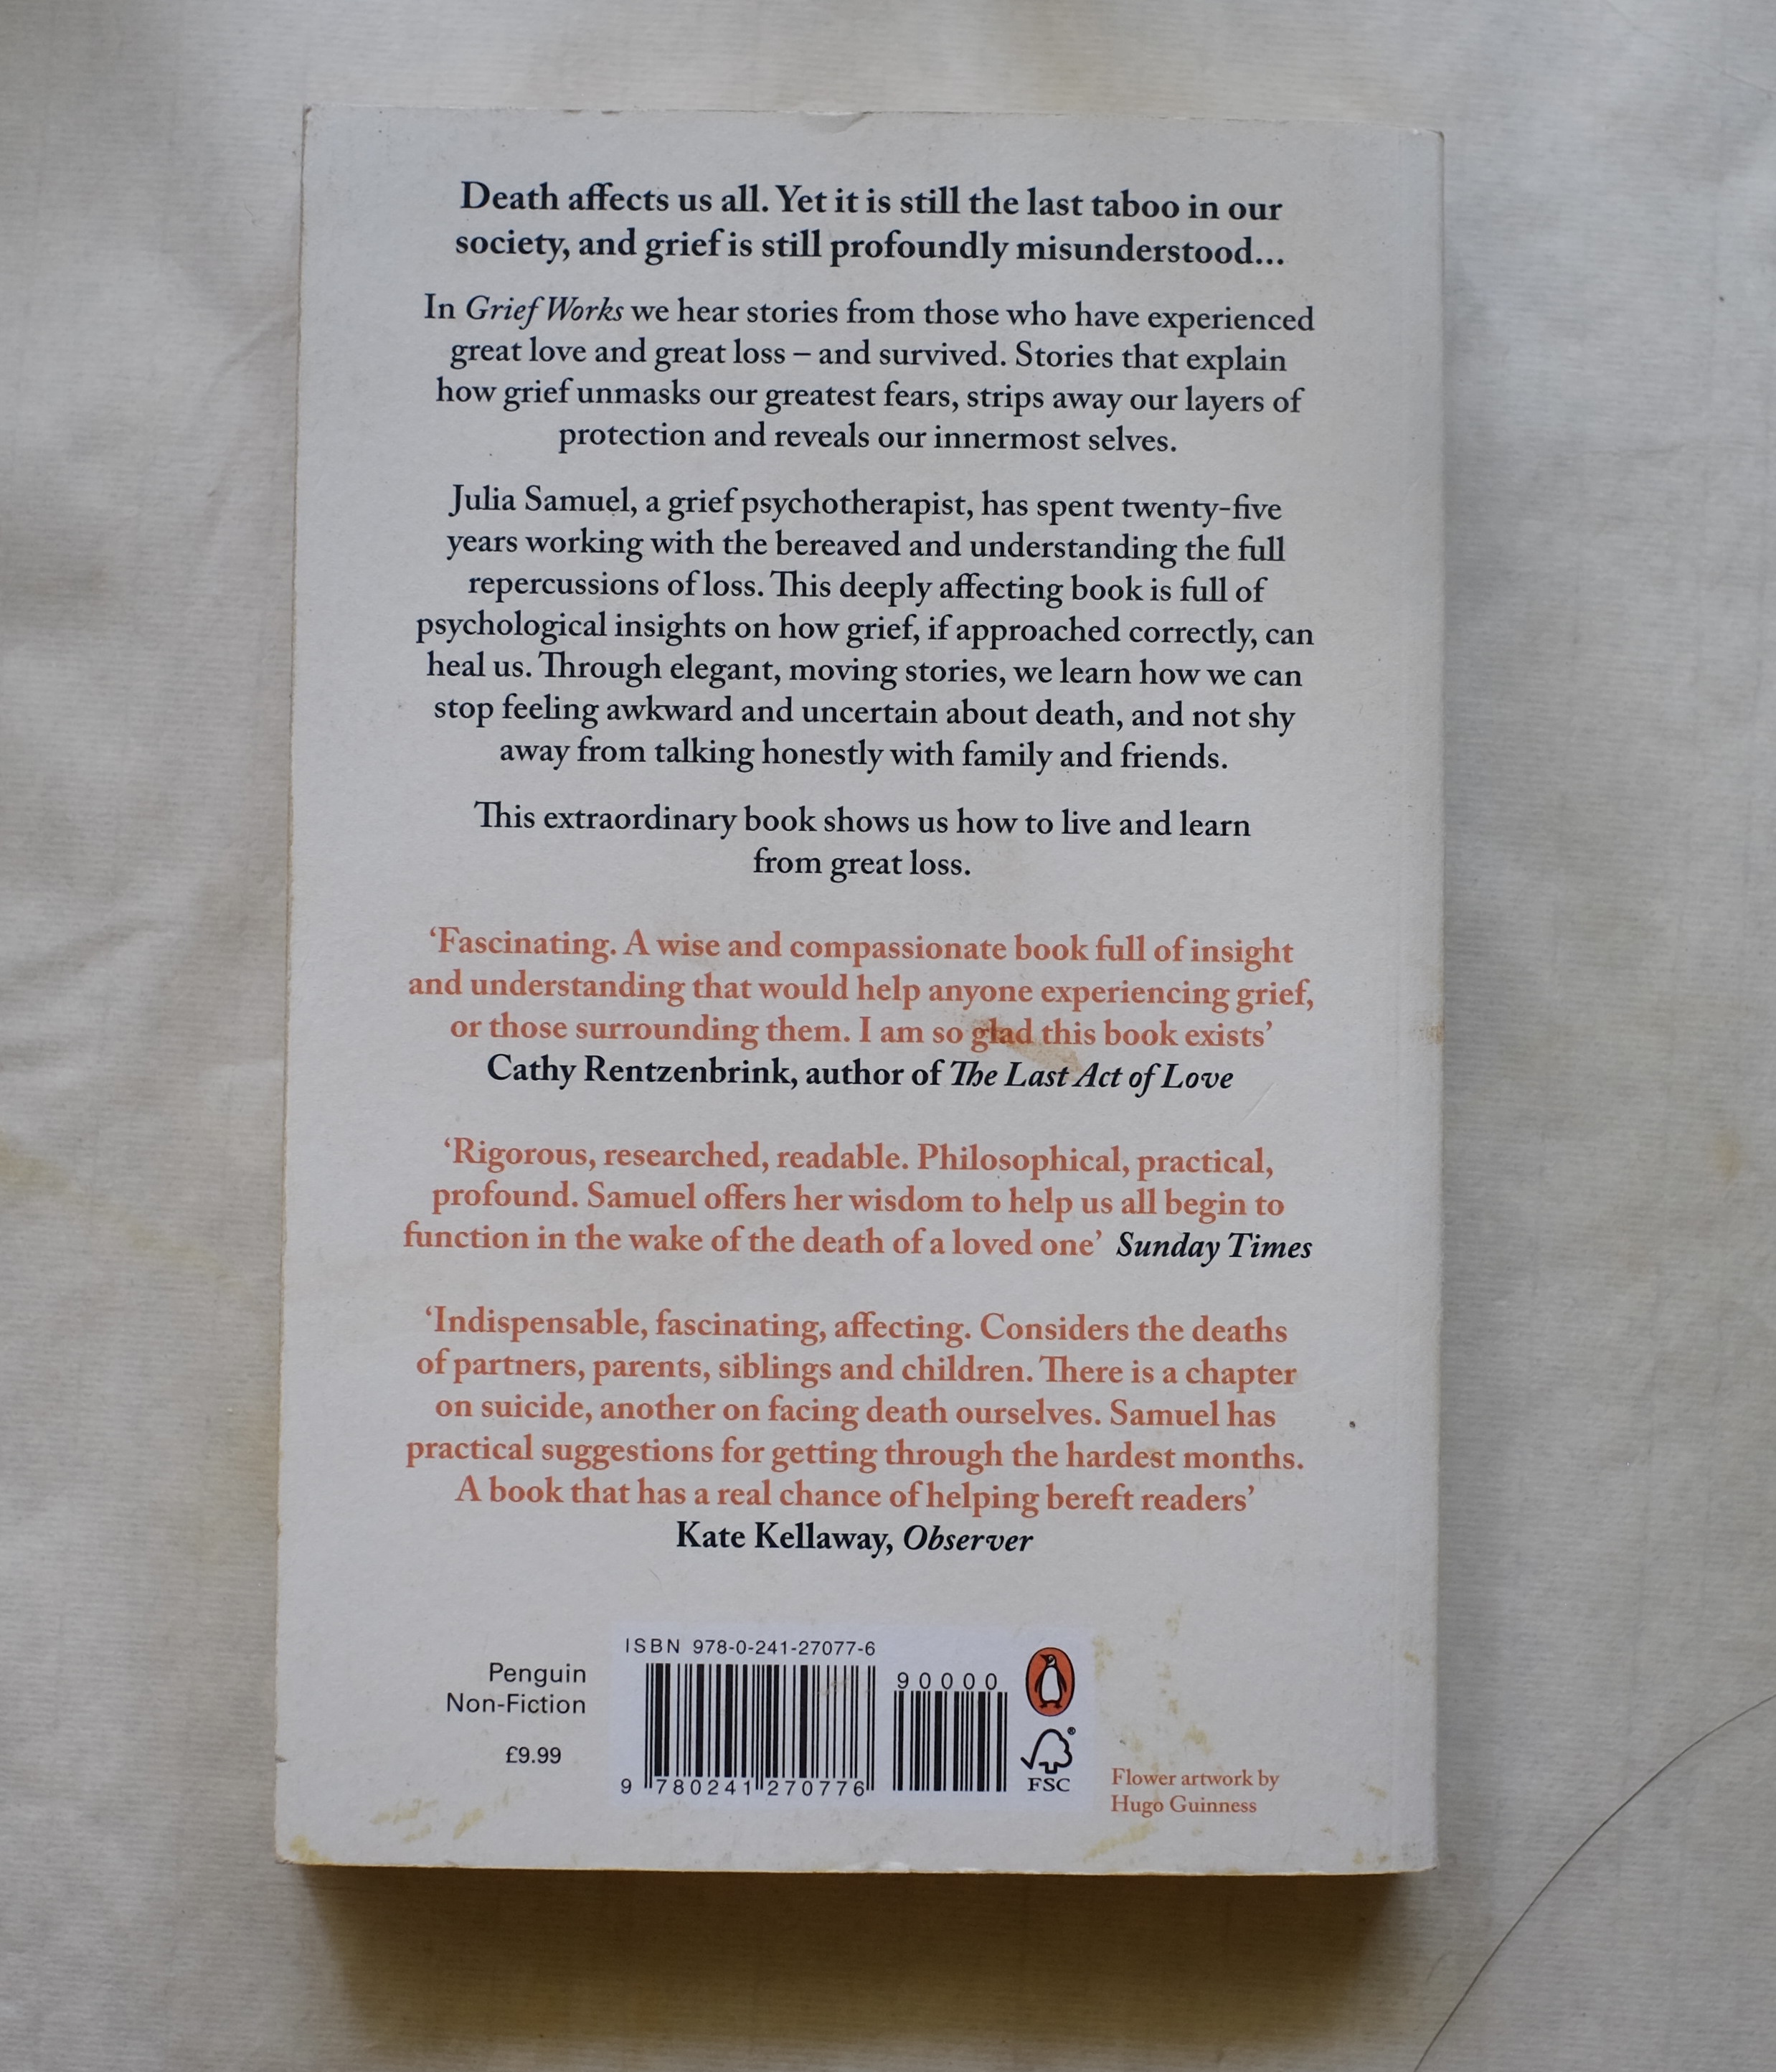 Death affects us all. Yet it is still the last taboo in our
society, and grief is still profoundly misunderstood...
In Grief Works we hear stories from those who have experienced
great love and great loss – and survived. Stories that explain
how grief unmasks our greatest fears, strips away our layers of
protection and reveals our innermost selves.
Julia Samuel, a grief psychotherapist, has spent twenty-five
years working with the bereaved and understanding the full
repercussions of loss. This deeply affecting book is full of
psychological insights on how grief, if approached correctly, can
heal us. Through elegant, moving stories, we learn how we can
stop feeling awkward and uncertain about death, and not shy
away from talking honestly with family and friends.
This extraordinary book shows us how to live and learn
from great loss.
‘Fascinating. A wise and compassionate book full of insight
and understanding that would help anyone experiencing grief,
or those surrounding them. I am so glad this book exists’
Cathy Rentzenbrink, author of The Last Act of Love
‘Rigorous, researched, readable. Philosophical, practical,
profound. Samuel offers her wisdom to help us all begin to
function in the wake of the death of a loved one’ Sunday Times
‘Indispensable, fascinating, affecting. Considers the deaths
of partners, parents, siblings and children. There is a chapter
on suicide, another on facing death ourselves. Samuel has
practical suggestions for getting through the hardest months.
A book that has a real chance of helping bereft readers’
Kate Kellaway, Observer
Penguin
Non-Fiction
£9.99
ISBN 978-0-241-27077-6
90000
9 780241 270776
®
FSC
Flower artwork by
Hugo Guinness